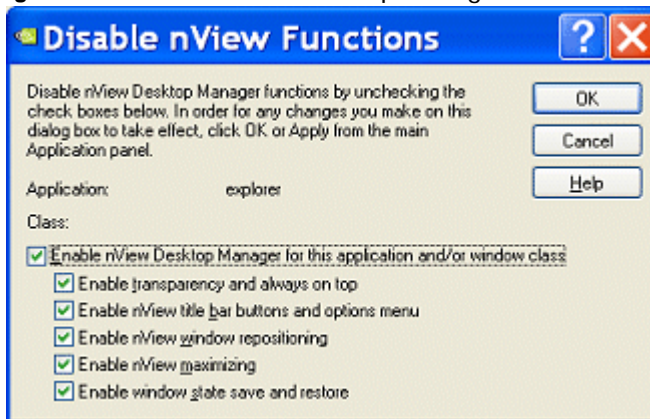 Disable nView Functions
Disable nView Desktop Manager functions by unchecking the
check boxes below. In order for any changes you make on this
dialog box to take effect, click OK or Apply from the main
Application panel.
OK
Cancel
Help
Application: explorer
Class:
Enable nView Desktop Manager for this application and/or window class
Enable transparency and always on top
Enable nView title bar buttons and options menu
Enable nView window repositioning
Enable nView maximizing
Enable window state save and restore